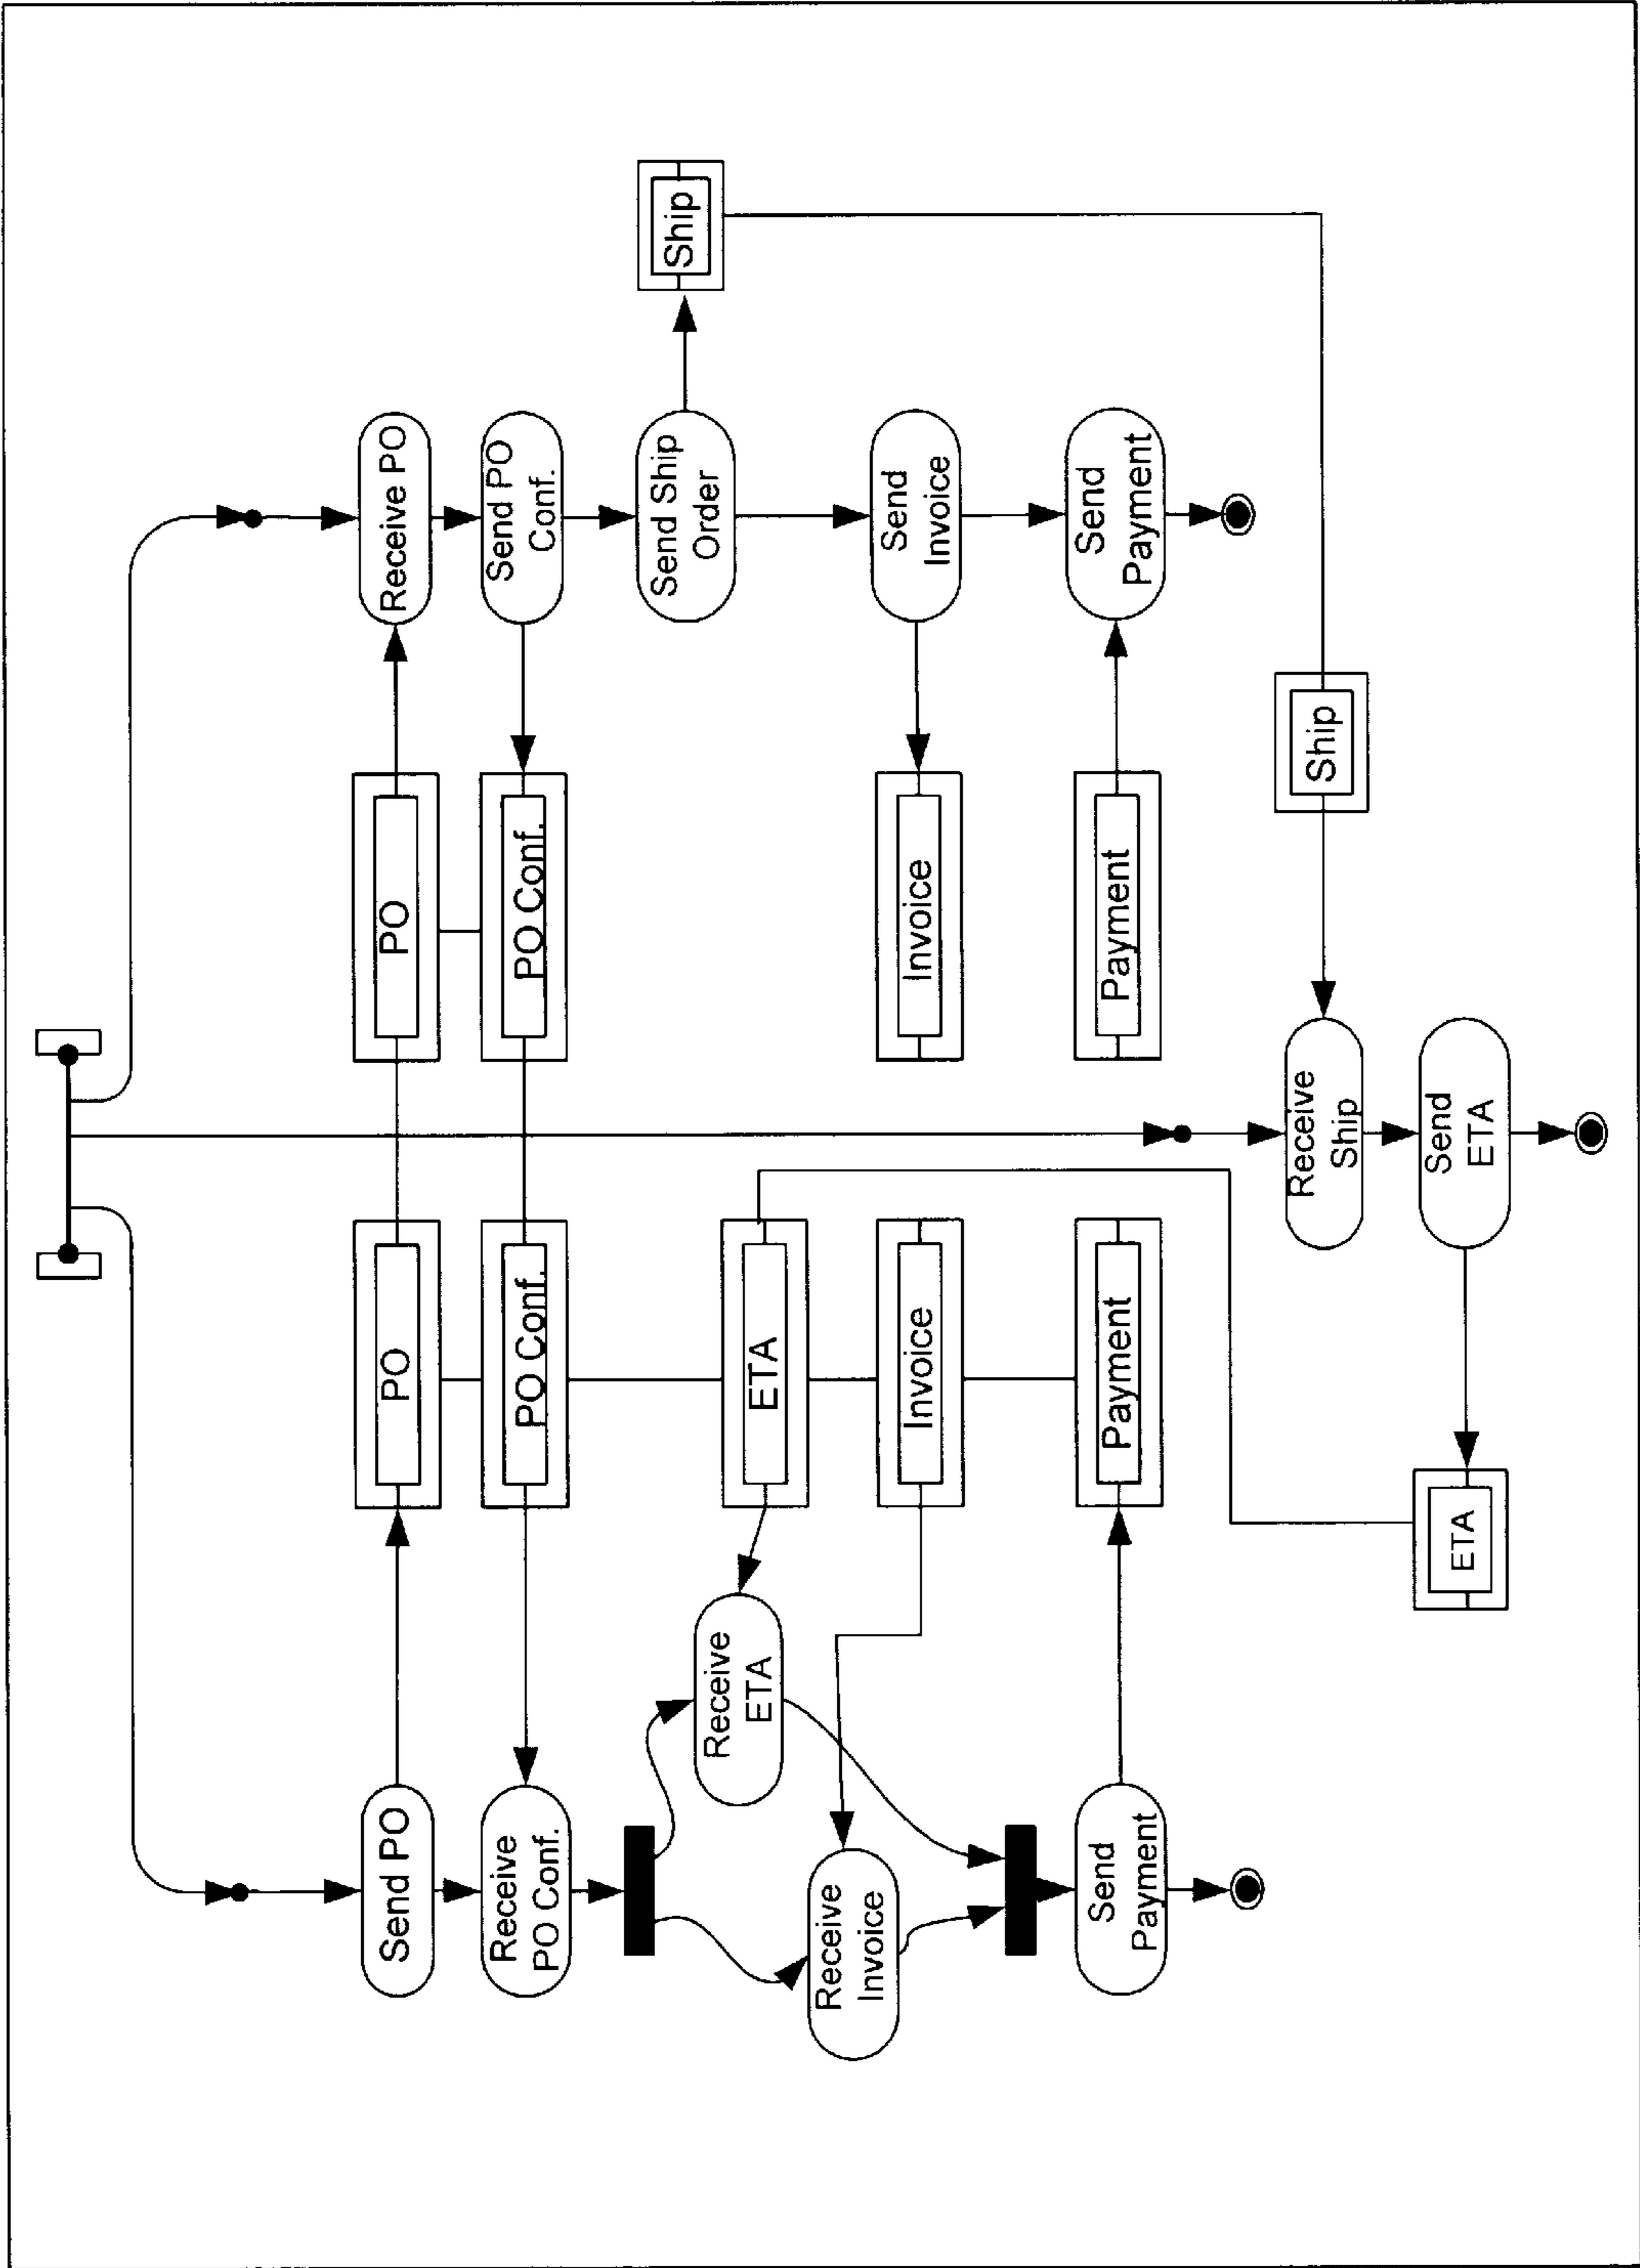 Ship
Receive PO
Send PO
Conf.
Send Ship
Order
Send
Invoice
Send
Payment
PO
PO Conf.
Invoice
Payment
Ship
Receive
Ship
Send
ETA
PO
PO Conf.
ETA
Invoice
Payment
ETA
Receive
ETA
Send PO
Receive
PO Conf.
Receive
Invoice
Send
Payment